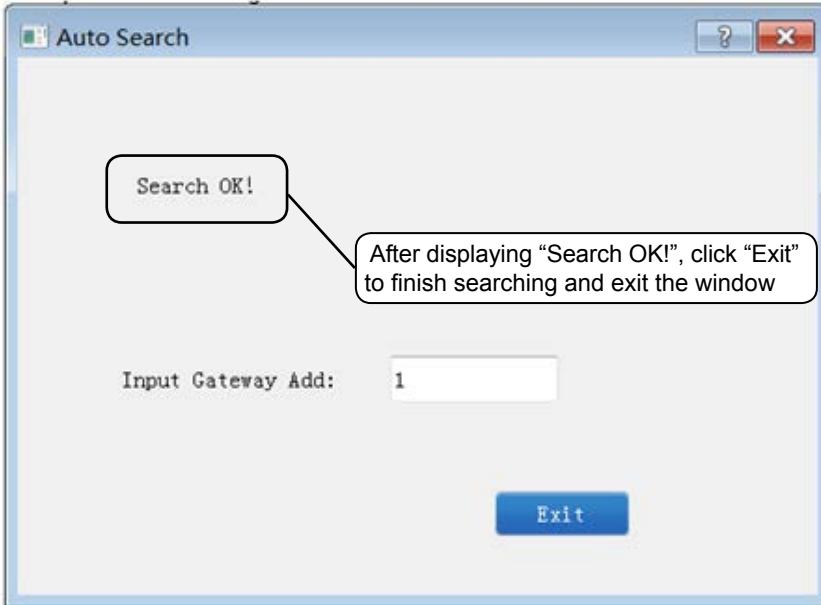 Auto Search
Search OK!
After displaying “Search OK!”, click “Exit”
to finish searching and exit the window
Input Gateway Add:
1
Exit